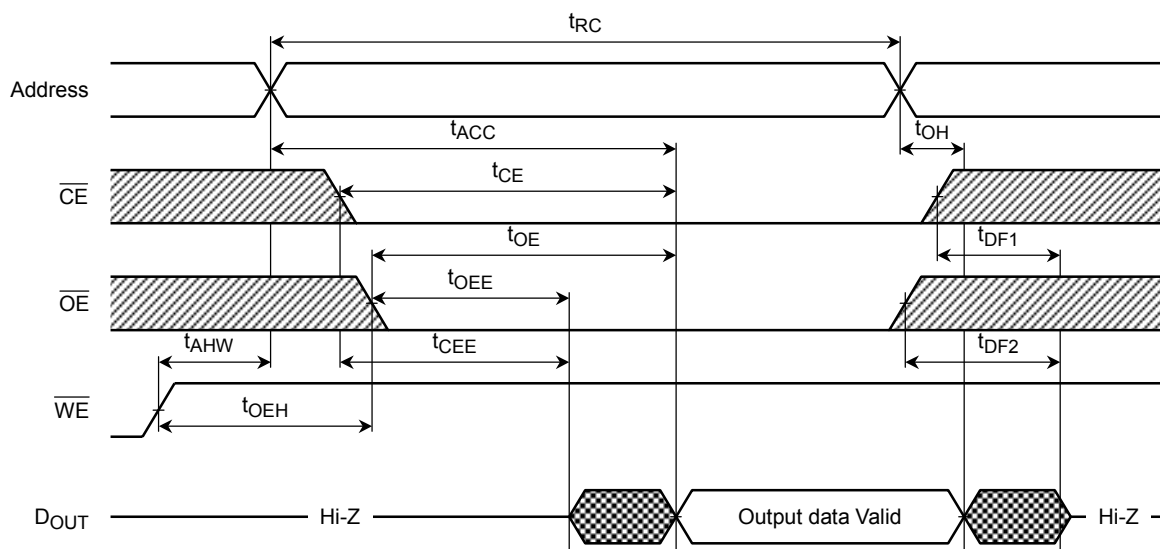 tRC
Address
tACC
tOH
tCE
CE
tOE
tDF1
tOEE
OE
tAHW
tCEE
tDF2
WE
tOEH
DOUT
Hi-Z
Output data Valid
Hi-Z